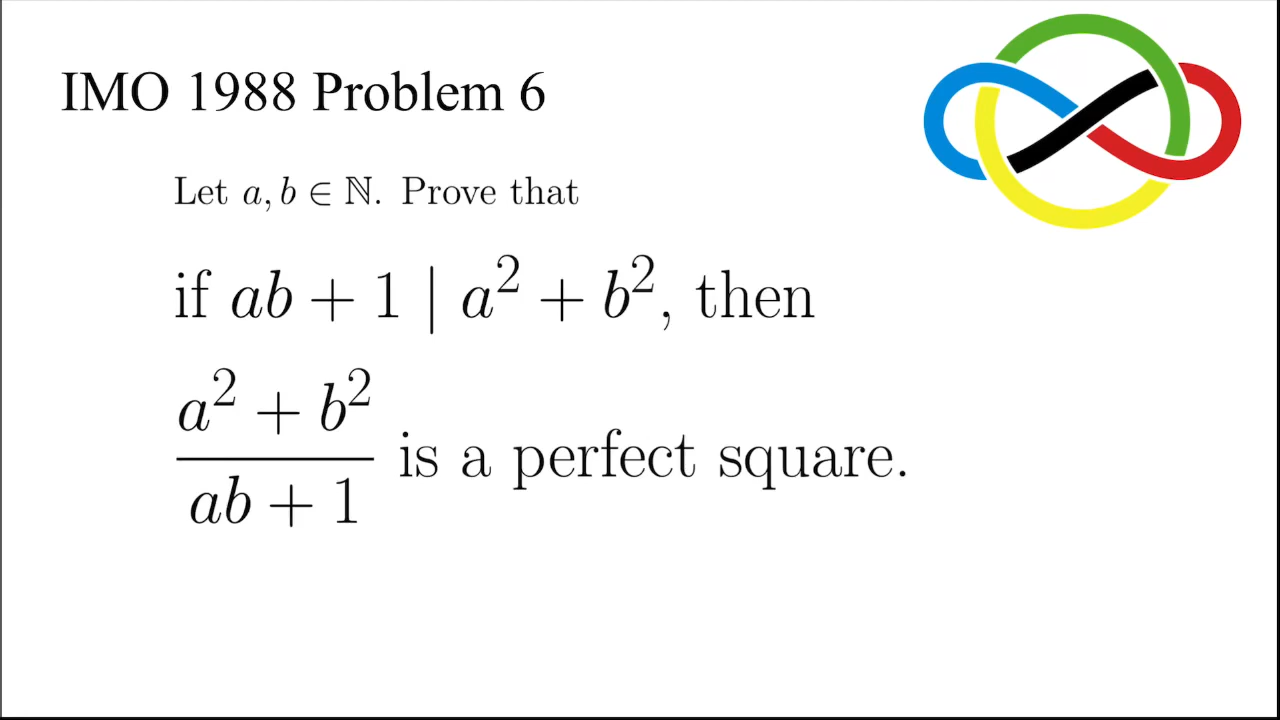 IMO 1988 Problem 6
Let a, b ∈ ℕ. Prove that
if ab + 1 | a² + b², then
(a² + b²)/(ab + 1) is a perfect square.